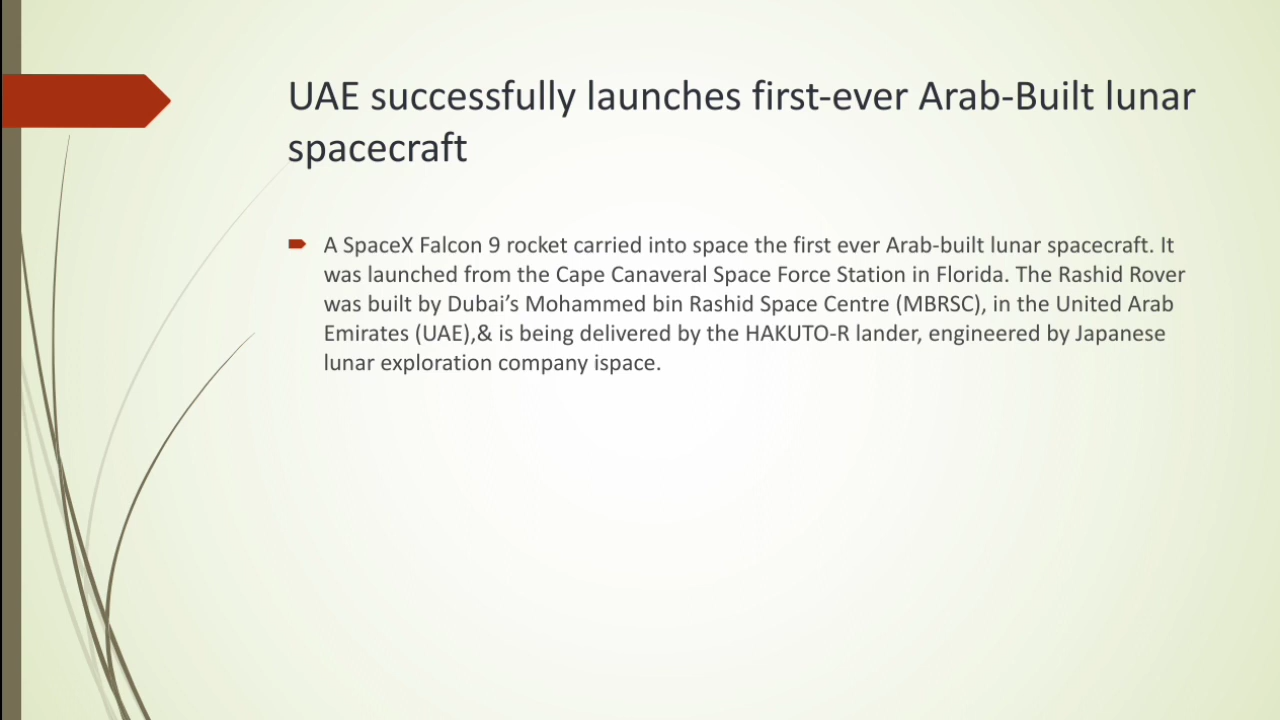 UAE successfully launches first-ever Arab-Built lunar
spacecraft
A SpaceX Falcon 9 rocket carried into space the first ever Arab-built lunar spacecraft. It
was launched from the Cape Canaveral Space Force Station in Florida. The Rashid Rover
was built by Dubai’s Mohammed bin Rashid Space Centre (MBRSC), in the United Arab
Emirates (UAE),& is being delivered by the HAKUTO-R lander, engineered by Japanese
lunar exploration company ispace.